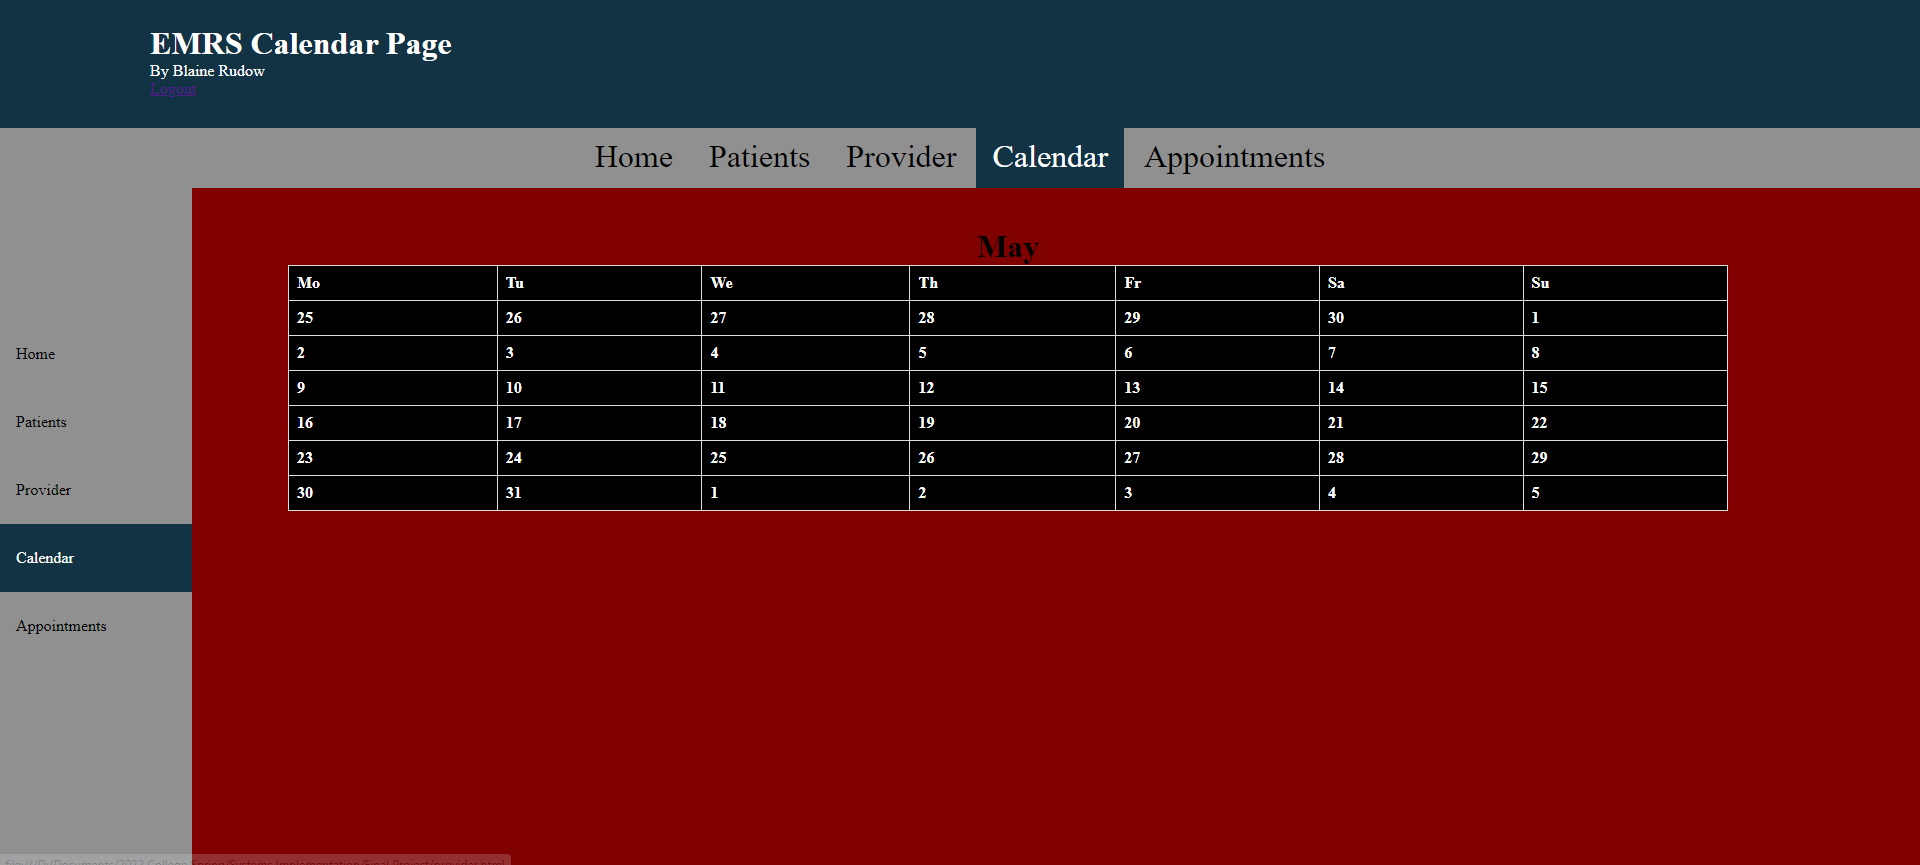 EMRS Calendar Page
By Blaine Rudow
Logout
Home Patients Provider Calendar Appointments
Home
Patients
Provider
Calendar
Appointments
May
Mo Tu We Th Fr Sa Su
25 26 27 28 29 30 1
2 3 4 5 6 7 8
9 10 11 12 13 14 15
16 17 18 19 20 21 22
23 24 25 26 27 28 29
30 31 1 2 3 4 5